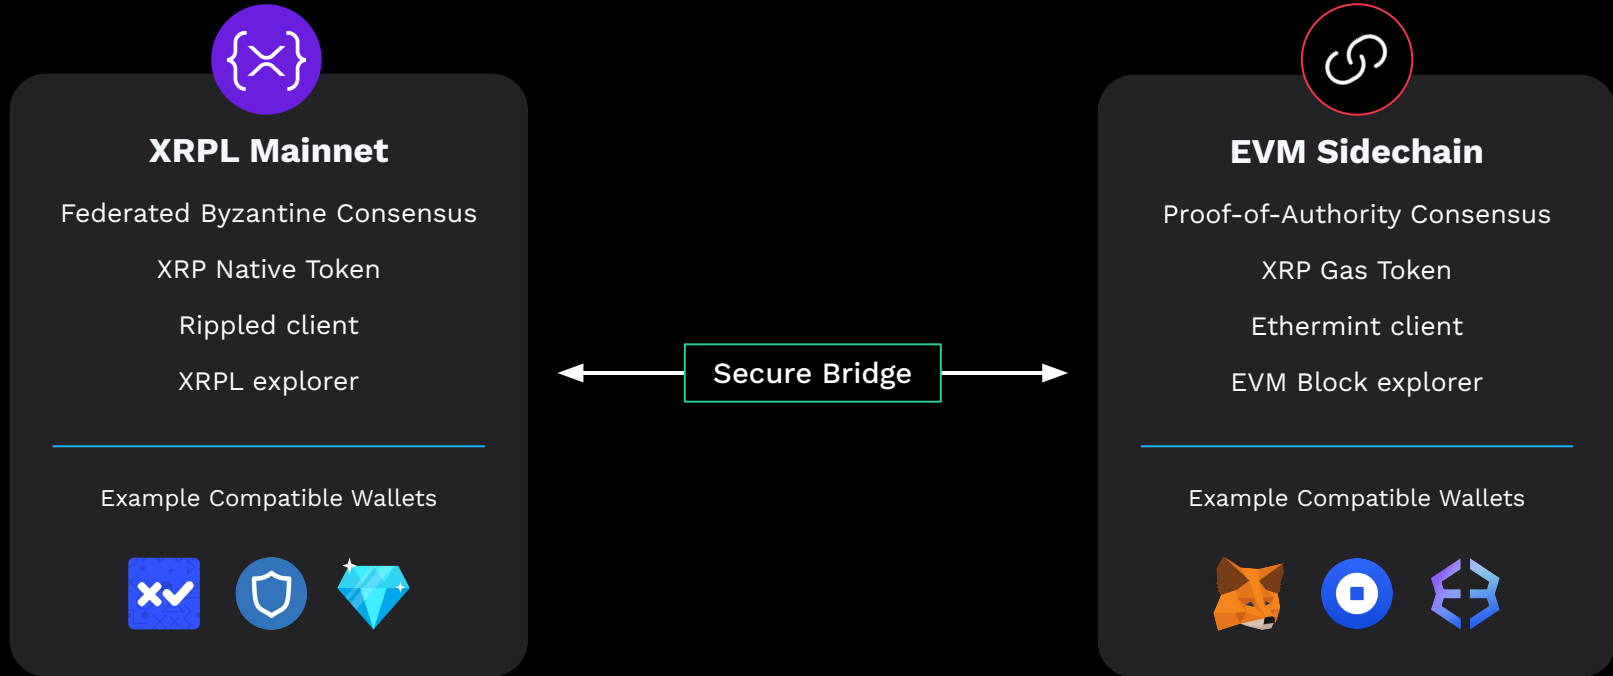 XRPL Mainnet
Federated Byzantine Consensus
XRP Native Token
Rippled client
XRPL explorer
Example Compatible Wallets
Secure Bridge
EVM Sidechain
Proof-of-Authority Consensus
XRP Gas Token
Ethermint client
EVM Block explorer
Example Compatible Wallets